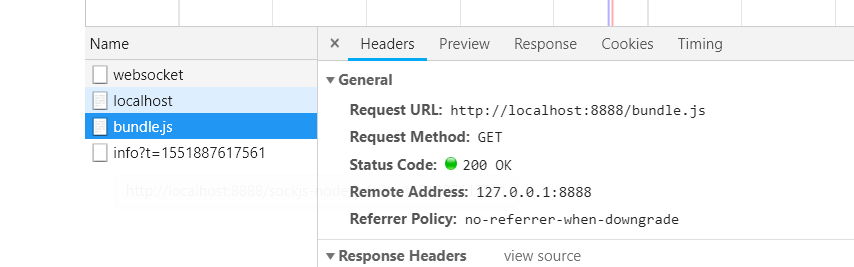 Name
websocket
localhost
bundle.js
info?t=1551887617561
http://localhost:8888/sockjs-node
× Headers Preview Response Cookies Timing
General
Request URL: http://localhost:8888/bundle.js
Request Method: GET
Status Code: 200 OK
Remote Address: 127.0.0.1:8888
Referrer Policy: no-referrer-when-downgrade
Response Headers view source